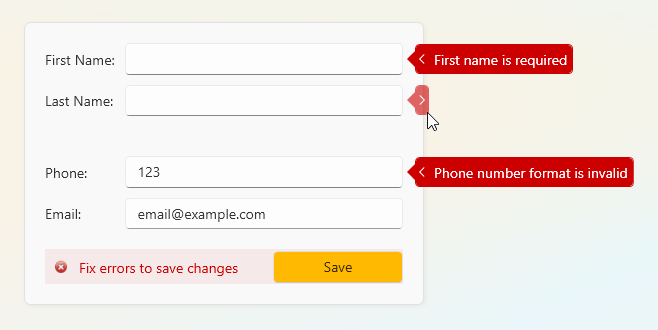 First Name:
First name is required
Last Name:
Phone:
123
Phone number format is invalid
Email:
email@example.com
Fix errors to save changes
Save